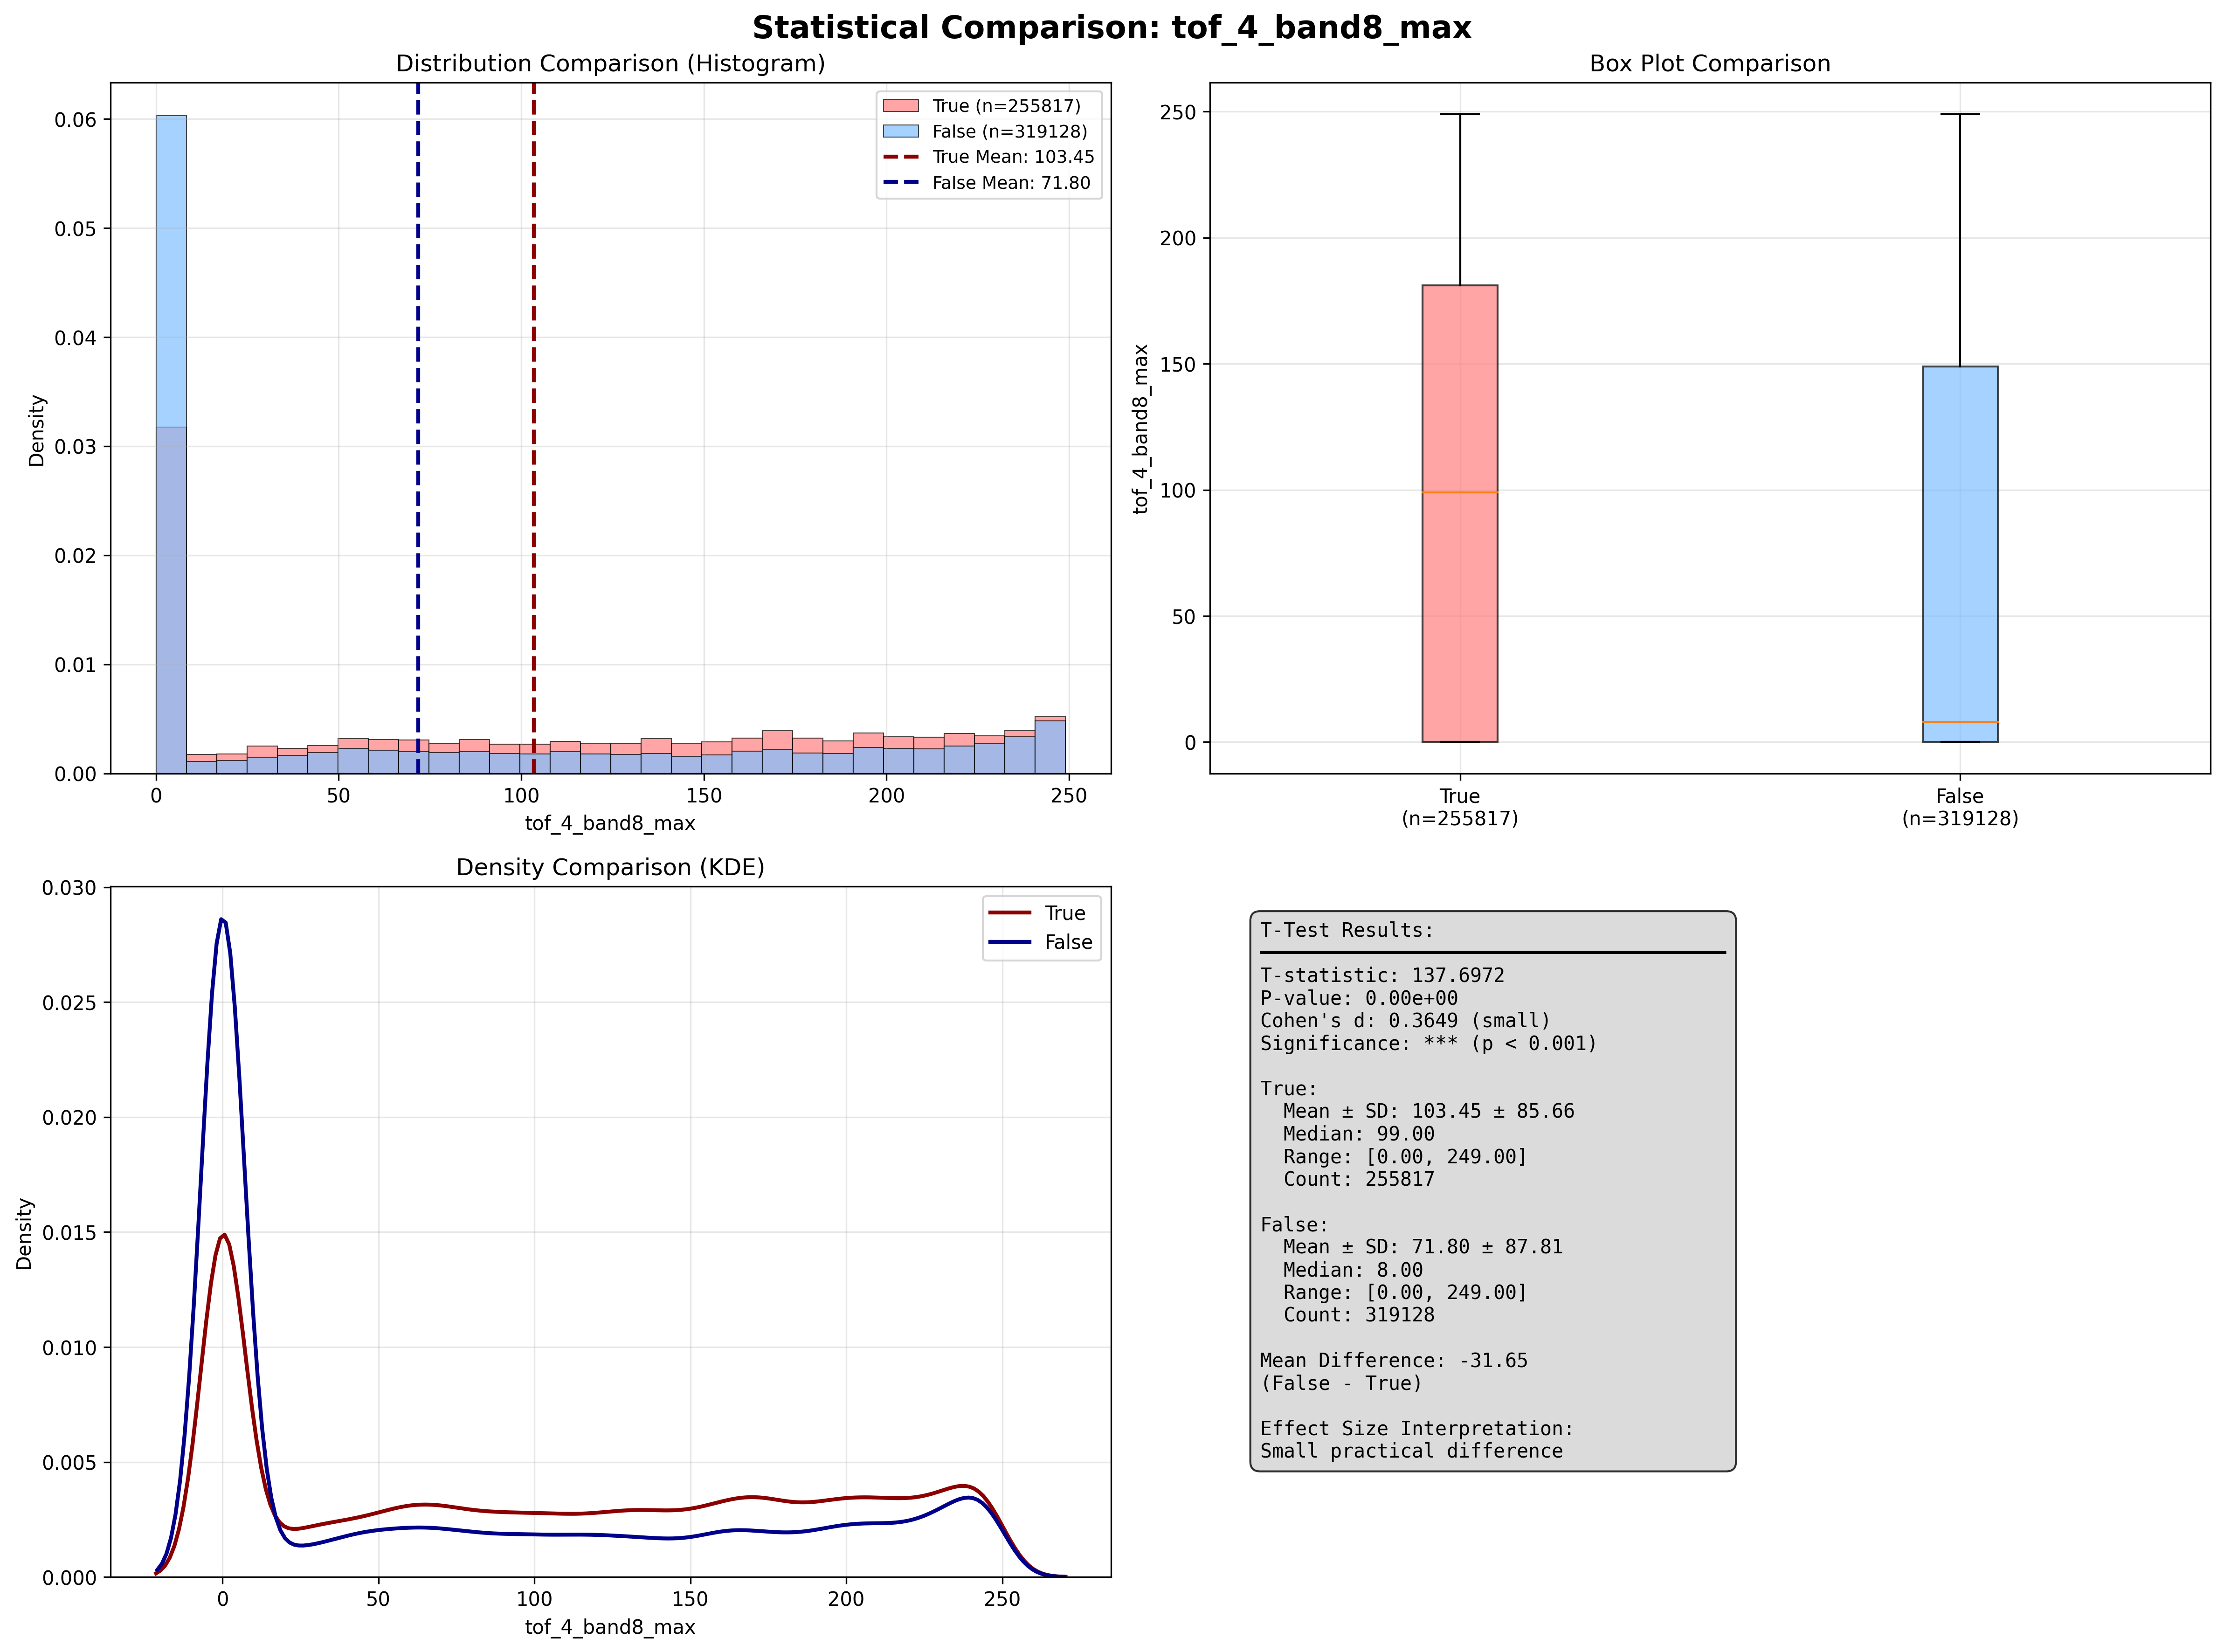 Statistical Comparison: tof_4_band8_max
Distribution Comparison (Histogram)
True (n=255817)
False (n=319128)
True Mean: 103.45
False Mean: 71.80
0.06
0.05
0.04
0.03
0.02
0.01
0.00
Density
0
50
100
150
200
250
tof_4_band8_max
Box Plot Comparison
250
200
150
100
50
0
tof_4_band8_max
True
(n=255817)
False
(n=319128)
Density Comparison (KDE)
True
False
0.030
0.025
0.020
0.015
0.010
0.005
0.000
Density
0
50
100
150
200
250
tof_4_band8_max
T-Test Results:
T-statistic: 137.6972
P-value: 0.00e+00
Cohen's d: 0.3649 (small)
Significance: *** (p < 0.001)
True:
Mean ± SD: 103.45 ± 85.66
Median: 99.00
Range: [0.00, 249.00]
Count: 255817
False:
Mean ± SD: 71.80 ± 87.81
Median: 8.00
Range: [0.00, 249.00]
Count: 319128
Mean Difference: -31.65
(False - True)
Effect Size Interpretation:
Small practical difference